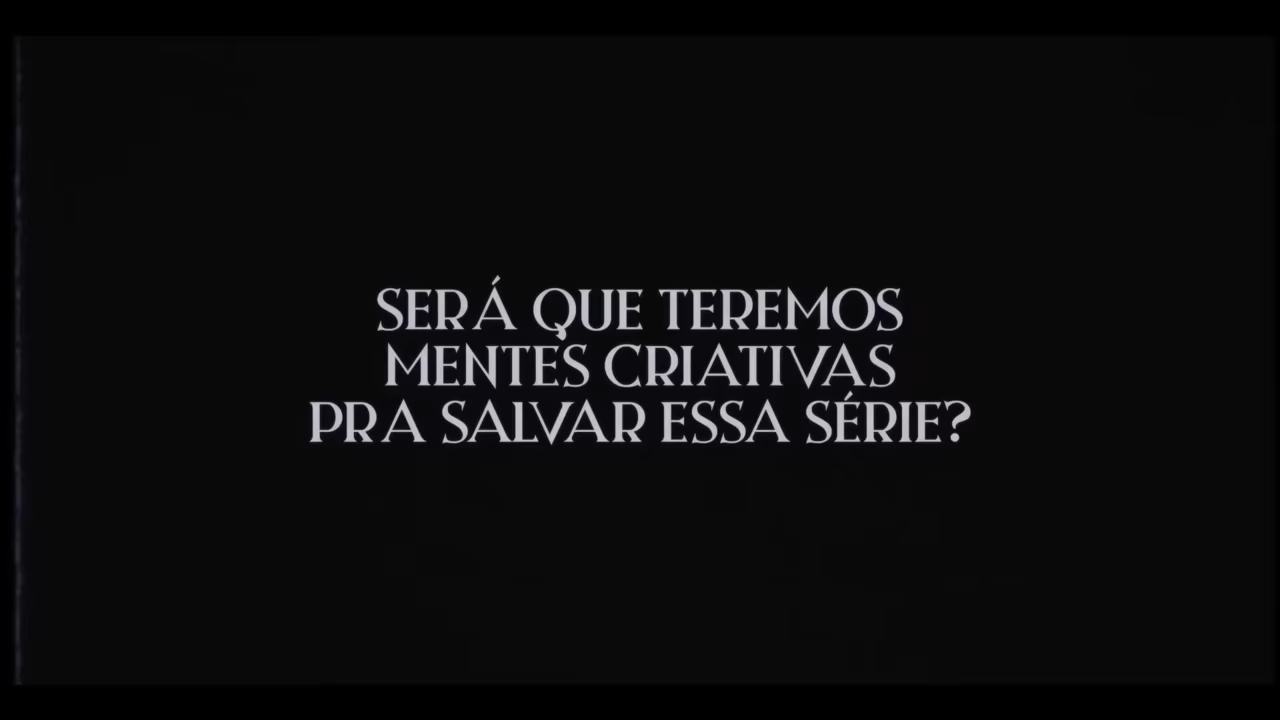 SERÁ QUE TEREMOS
MENTES CRIATIVAS
PRA SALVAR ESSA SÉRIE?